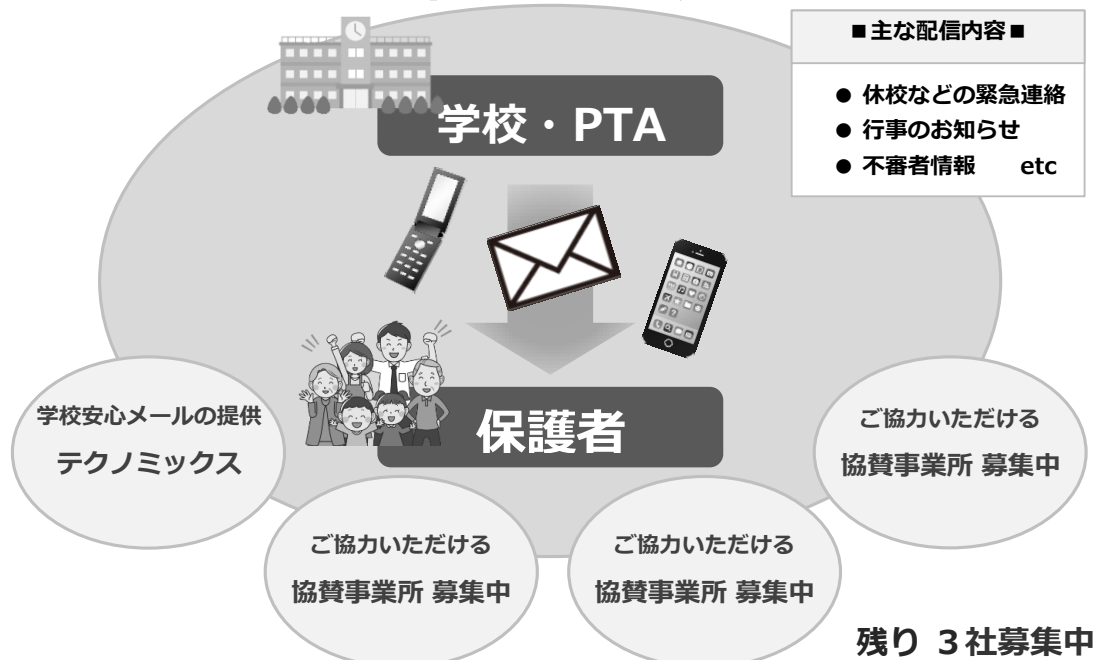 ■主な配信内容■
● 休校などの緊急連絡
● 行事のお知らせ
● 不審者情報 etc
学校・PTA
保護者
学校安心メールの提供
テクノミックス
ご協力いただける
協賛事業所 募集中
ご協力いただける
協賛事業所 募集中
ご協力いただける
協賛事業所 募集中
残り 3社募集中